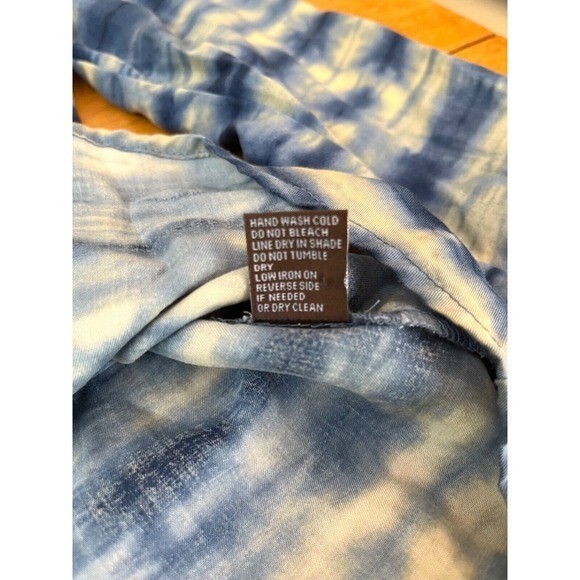 HAND WASH COLD
DO NOT BLEACH
LINE DRY IN SHADE
DO NOT TUMBLE
DRY
LOW IRON ON
REVERSE SIDE
IF NEEDED
OR DRY CLEAN